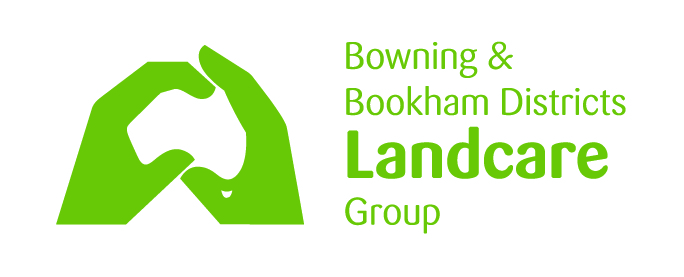 Bowning &
Bookham Districts
Landcare
Group